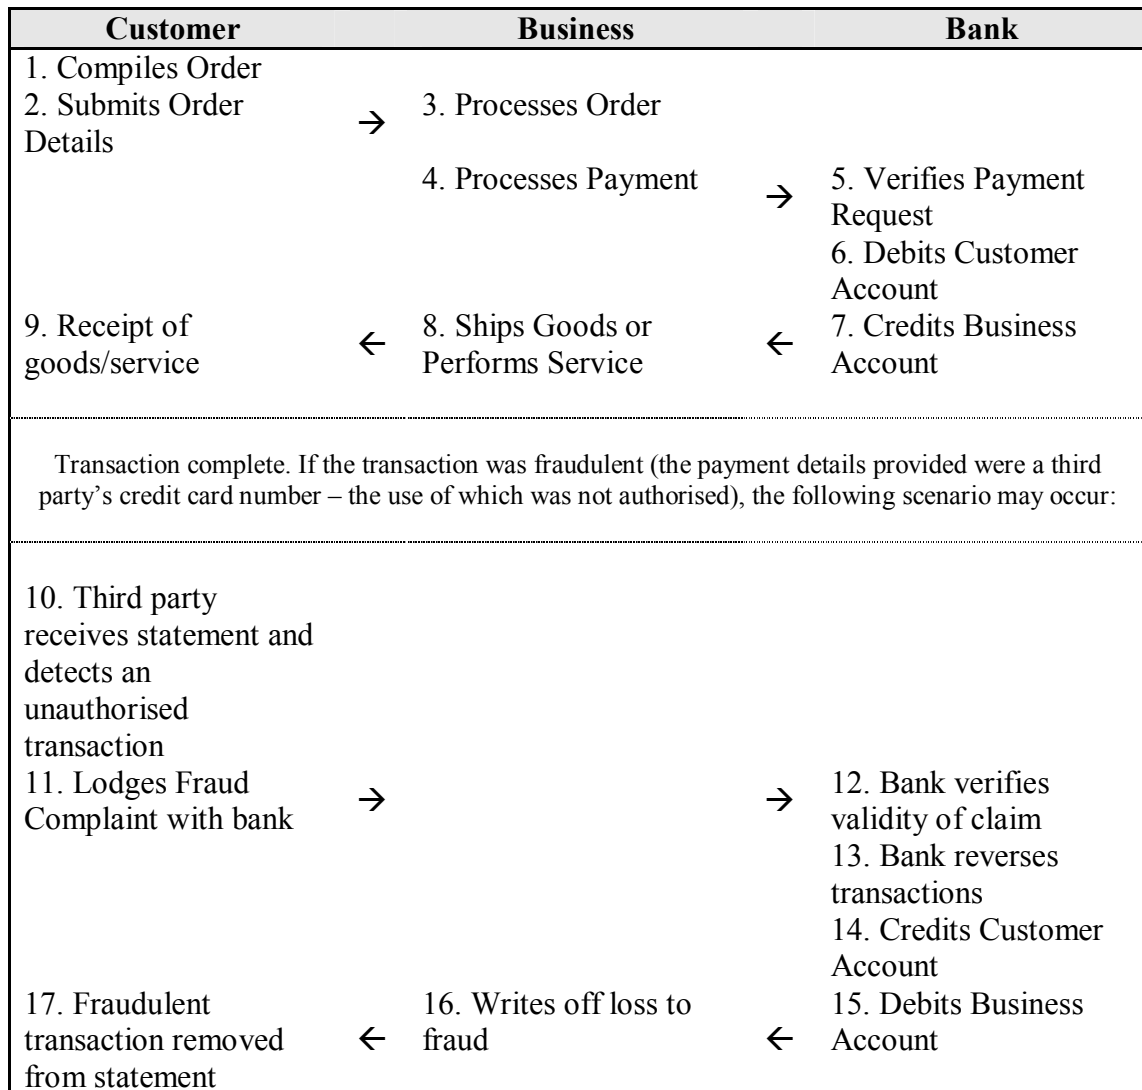 Customer Business Bank
1. Compiles Order
2. Submits Order → 3. Processes Order
Details
4. Processes Payment → 5. Verifies Payment
Request
6. Debits Customer
Account
9. Receipt of ← 8. Ships Goods or ← 7. Credits Business
goods/service Performs Service Account
Transaction complete. If the transaction was fraudulent (the payment details provided were a third
party’s credit card number – the use of which was not authorised), the following scenario may occur:
10. Third party
receives statement and
detects an
unauthorised
transaction
11. Lodges Fraud → → 12. Bank verifies
Complaint with bank validity of claim
13. Bank reverses
transactions
14. Credits Customer
Account
17. Fraudulent 16. Writes off loss to 15. Debits Business
transaction removed ← fraud ← Account
from statement